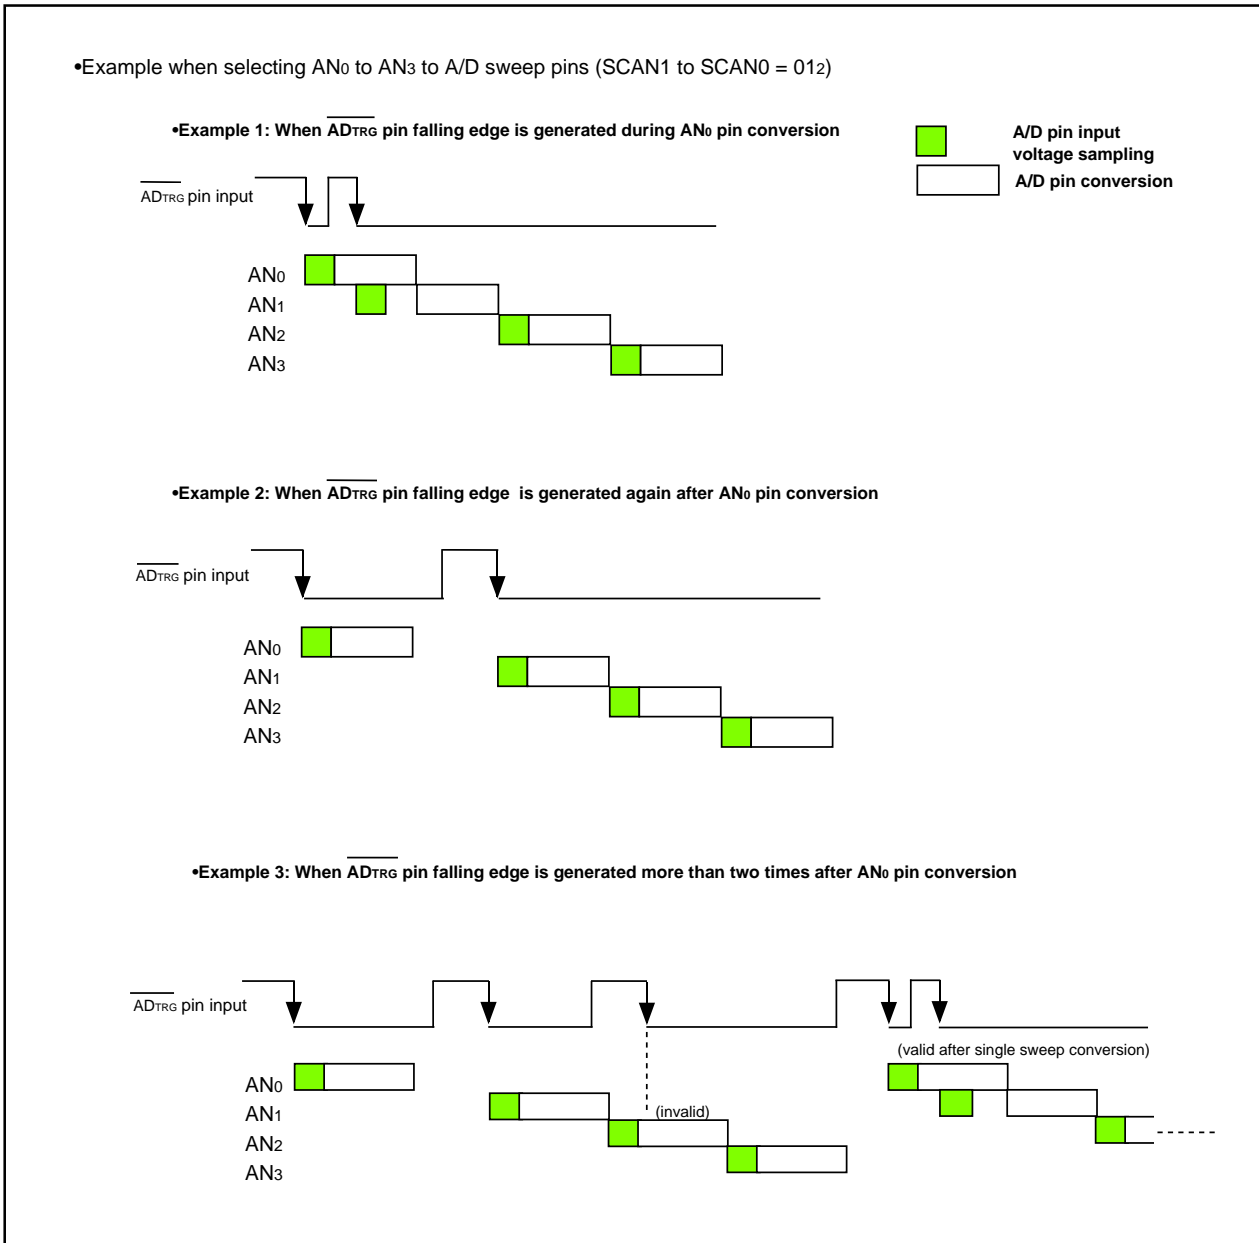 •Example when selecting AN0 to AN3 to A/D sweep pins (SCAN1 to SCAN0 = 012)
•Example 1: When ADTRG pin falling edge is generated during AN0 pin conversion
A/D pin input
voltage sampling
A/D pin conversion
ADTRG pin input
AN0
AN1
AN2
AN3
•Example 2: When ADTRG pin falling edge is generated again after AN0 pin conversion
ADTRG pin input
AN0
AN1
AN2
AN3
•Example 3: When ADTRG pin falling edge is generated more than two times after AN0 pin conversion
ADTRG pin input
(valid after single sweep conversion)
AN0
AN1
(invalid)
AN2
AN3